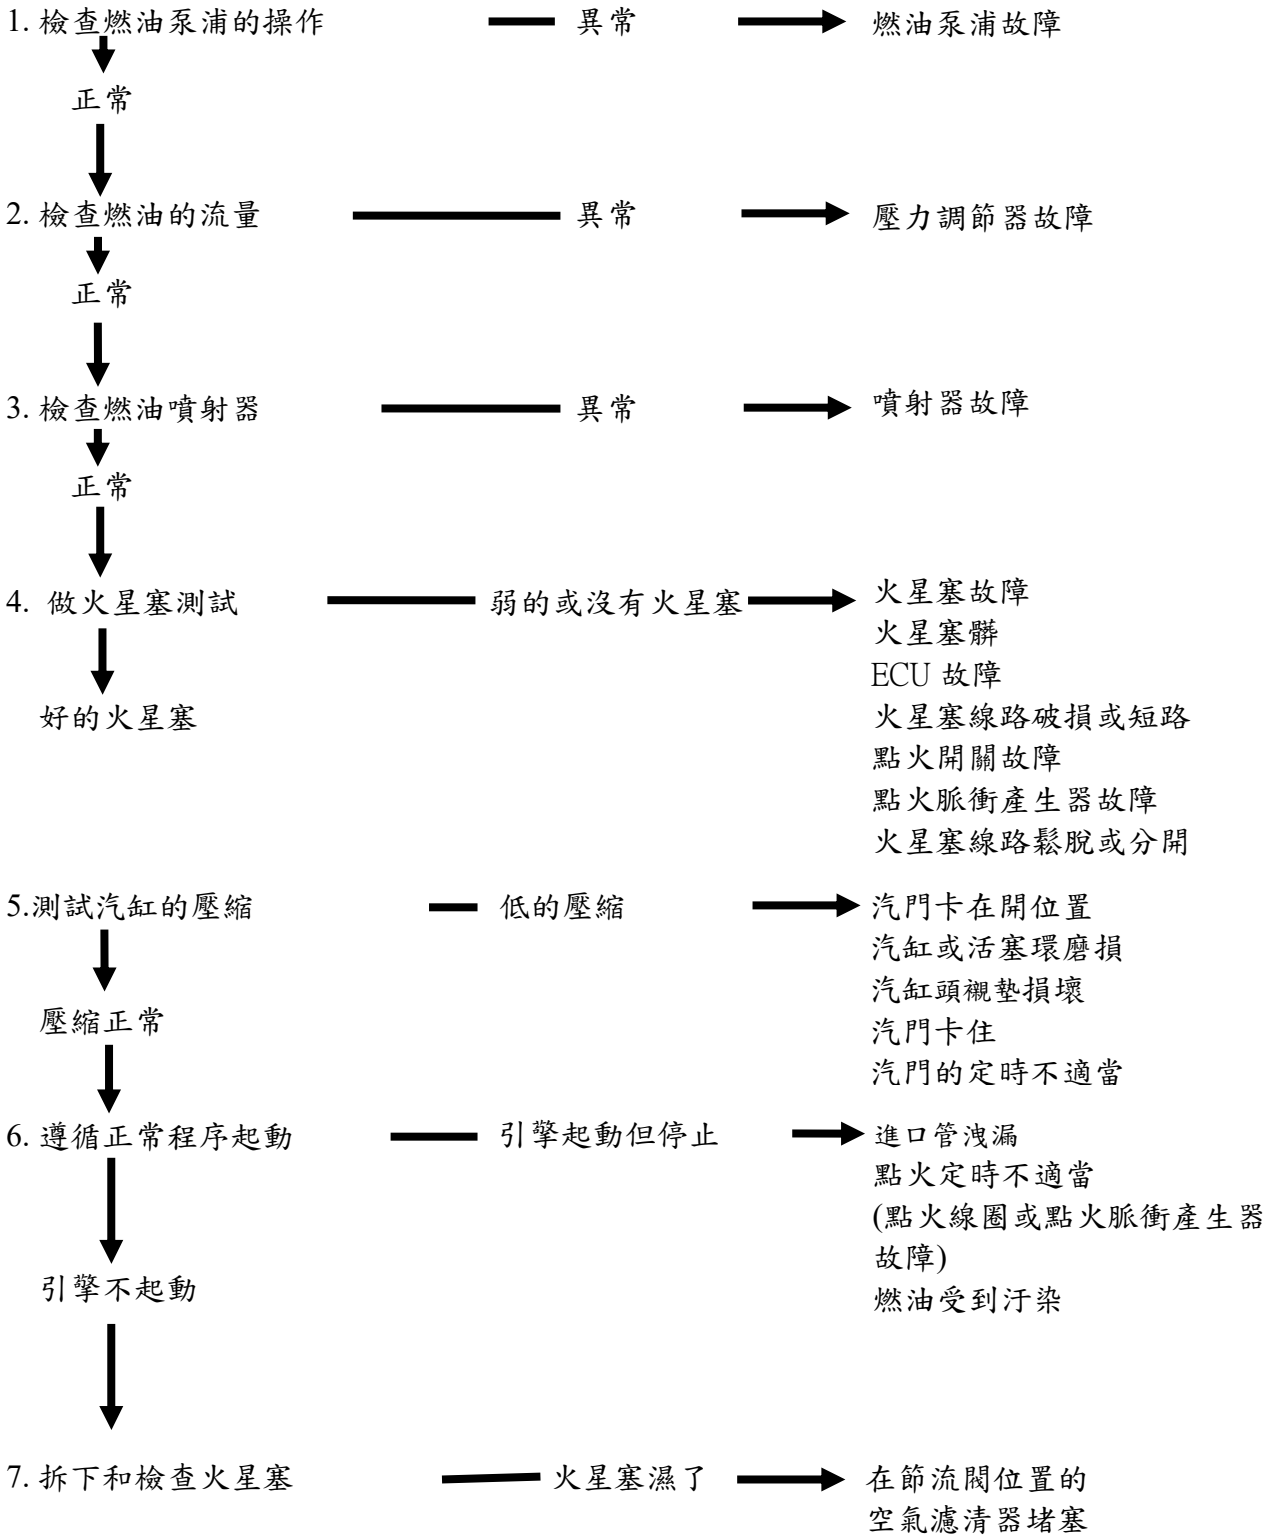 1. 檢查燃油泵浦的操作 異常 燃油泵浦故障
正常
2. 檢查燃油的流量 異常 壓力調節器故障
正常
3. 檢查燃油噴射器 異常 噴射器故障
正常
4. 做火星塞測試 弱的或沒有火星塞 火星塞故障
火星塞髒
ECU 故障
好的火星塞 火星塞線路破損或短路
點火開關故障
點火脈衝產生器故障
火星塞線路鬆脫或分開
5.測試汽缸的壓縮 低的壓縮 汽門卡在開位置
汽缸或活塞環磨損
汽缸頭襯墊損壞
壓縮正常 汽門卡住
汽門的定時不適當
6. 遵循正常程序起動 引擎起動但停止 進口管洩漏
點火定時不適當
(點火線圈或點火脈衝產生器
故障)
引擎不起動 燃油受到汙染
7. 拆下和檢查火星塞 火星塞濕了 在節流閥位置的
空氣濾清器堵塞